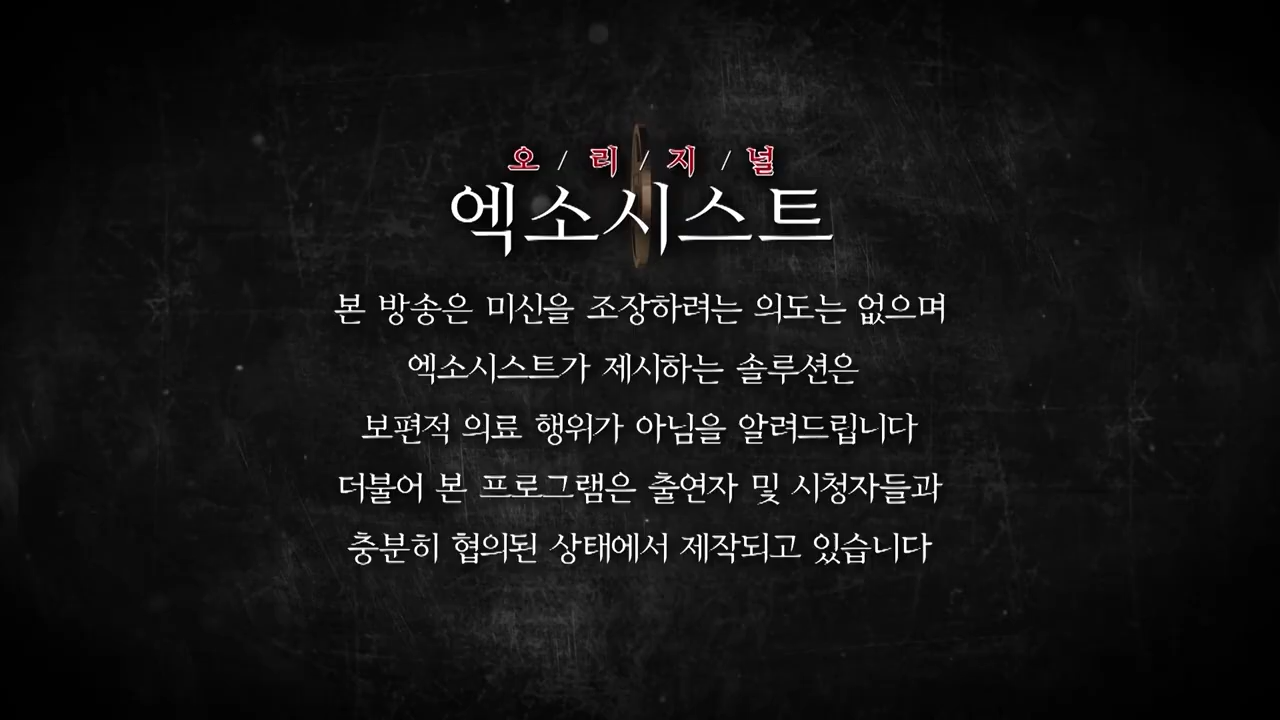 오/리/지/널
엑소시스트
본 방송은 미신을 조장하려는 의도는 없으며
엑소시스트가 제시하는 솔루션은
보편적 의료 행위가 아님을 알려드립니다
더불어 본 프로그램은 출연자 및 시청자들과
충분히 협의된 상태에서 제작되고 있습니다